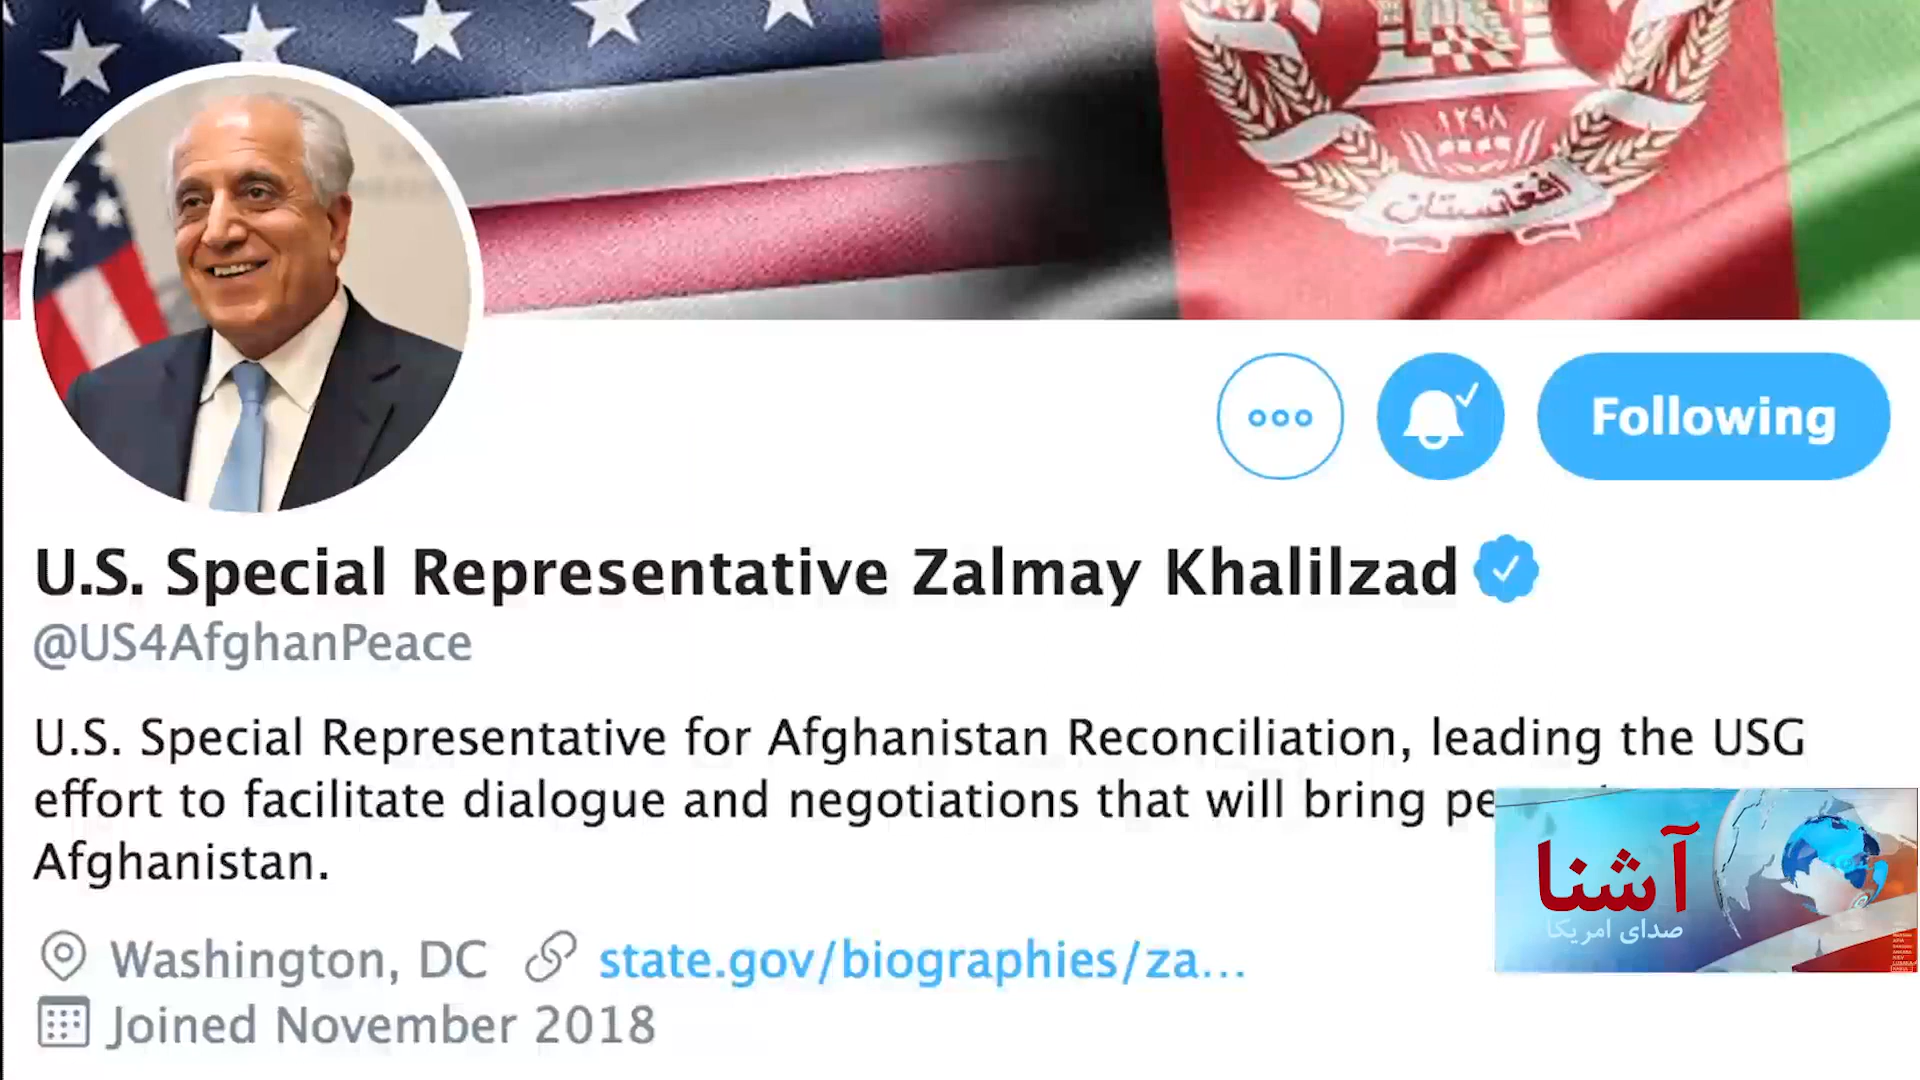 ١٢٩٨
افغانستان
Following
U.S. Special Representative Zalmay Khalilzad
@US4AfghanPeace
U.S. Special Representative for Afghanistan Reconciliation, leading the USG
effort to facilitate dialogue and negotiations that will bring
Afghanistan.
آشنا
صدای امریکا
Washington, DC state.gov/biographies/za...
Joined November 2018